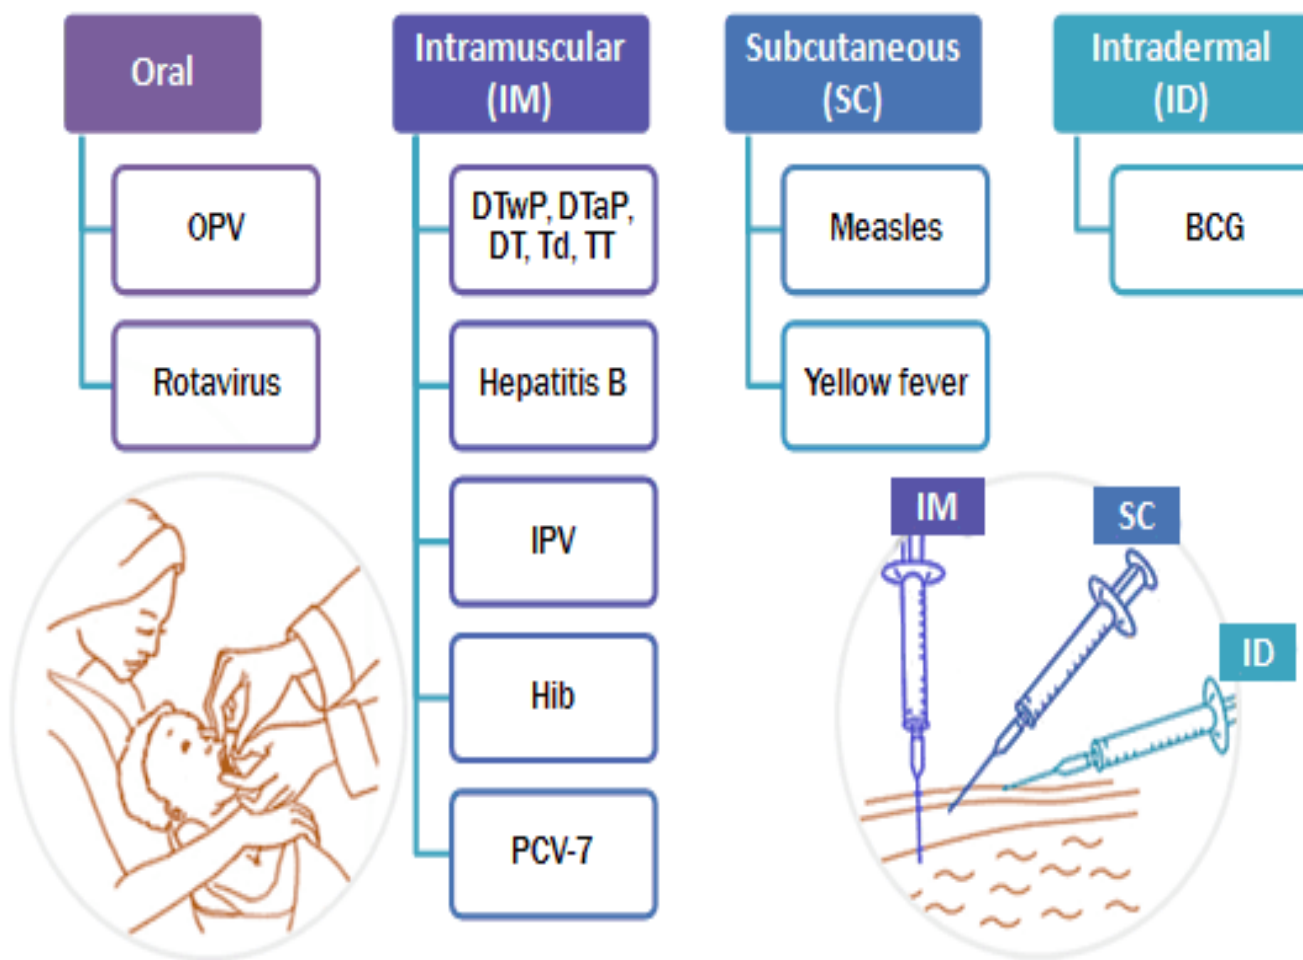 Oral
OPV
Rotavirus
Intramuscular
(IM)
DTwP, DTaP,
DT, Td, TT
Hepatitis B
IPV
Hib
PCV-7
Subcutaneous
(SC)
Measles
Yellow fever
Intradermal
(ID)
BCG
IM
SC
ID